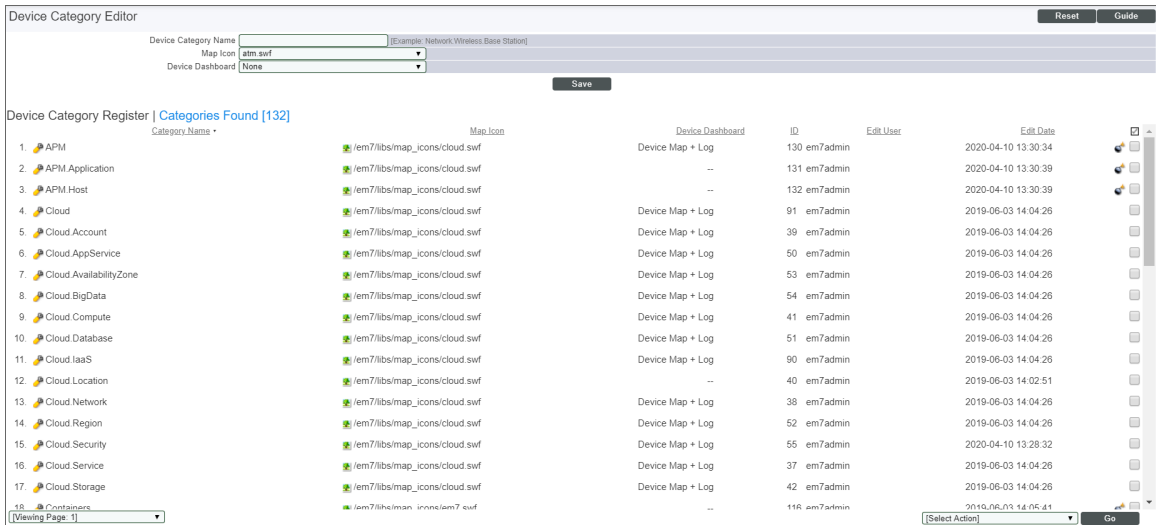 Device Category Editor Reset Guide
Device Category Name [Example: Network.Wireless.Base Station]
Map Icon atm.swf
Device Dashboard None
Save
Device Category Register | Categories Found [132]
Category Name Map Icon Device Dashboard ID Edit User Edit Date
1. APM /em7/libs/map_icons/cloud.swf Device Map + Log 130 em7admin 2020-04-10 13:30:34
2. APM.Application /em7/libs/map_icons/cloud.swf -- 131 em7admin 2020-04-10 13:30:39
3. APM.Host /em7/libs/map_icons/cloud.swf -- 132 em7admin 2020-04-10 13:30:39
4. Cloud /em7/libs/map_icons/cloud.swf Device Map + Log 91 em7admin 2019-06-03 14:04:26
5. Cloud.Account /em7/libs/map_icons/cloud.swf Device Map + Log 39 em7admin 2019-06-03 14:04:26
6. Cloud.AppService /em7/libs/map_icons/cloud.swf Device Map + Log 50 em7admin 2019-06-03 14:04:26
7. Cloud.AvailabilityZone /em7/libs/map_icons/cloud.swf Device Map + Log 53 em7admin 2019-06-03 14:04:26
8. Cloud.BigData /em7/libs/map_icons/cloud.swf Device Map + Log 54 em7admin 2019-06-03 14:04:26
9. Cloud.Compute /em7/libs/map_icons/cloud.swf Device Map + Log 41 em7admin 2019-06-03 14:04:26
10. Cloud.Database /em7/libs/map_icons/cloud.swf Device Map + Log 51 em7admin 2019-06-03 14:04:26
11. Cloud.IaaS /em7/libs/map_icons/cloud.swf Device Map + Log 90 em7admin 2019-06-03 14:04:26
12. Cloud.Location /em7/libs/map_icons/cloud.swf -- 40 em7admin 2019-06-03 14:02:51
13. Cloud.Network /em7/libs/map_icons/cloud.swf Device Map + Log 38 em7admin 2019-06-03 14:04:26
14. Cloud.Region /em7/libs/map_icons/cloud.swf Device Map + Log 52 em7admin 2019-06-03 14:04:26
15. Cloud.Security /em7/libs/map_icons/cloud.swf Device Map + Log 55 em7admin 2020-04-10 13:28:32
16. Cloud.Service /em7/libs/map_icons/cloud.swf Device Map + Log 37 em7admin 2019-06-03 14:04:26
17. Cloud.Storage /em7/libs/map_icons/cloud.swf Device Map + Log 42 em7admin 2019-06-03 14:04:26
18. Containers /em7/libs/map_icons/em7.swf -- 116 em7admin 2019-06-03 14:05:41
[Viewing Page: 1] [Select Action] Go